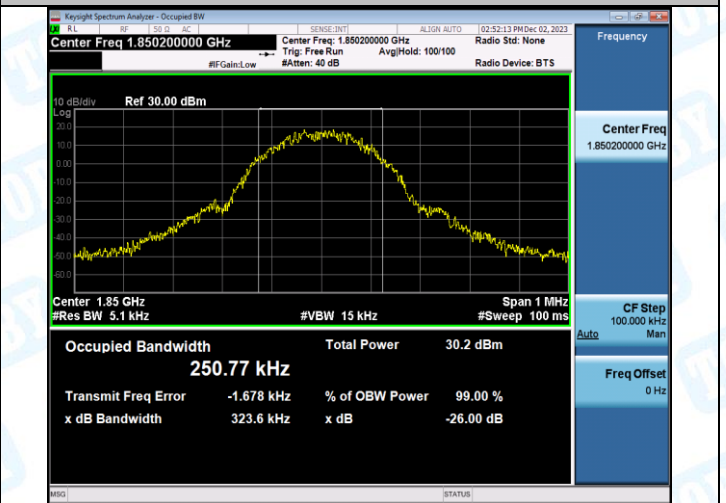 Keysight Spectrum Analyzer - Occupied BW
RL RF 50 Ω AC SENSE:INT ALIGN AUTO 02:52:13 PM Dec 02, 2023
Center Freq 1.850200000 GHz
Center Freq: 1.850200000 GHz Radio Std: None
Trig: Free Run Avg|Hold: 100/100
#IFGain:Low #Atten: 40 dB Radio Device: BTS
10 dB/div Ref 30.00 dBm
Log
20.0
10.0
0.00
-10.0
-20.0
-30.0
-40.0
-50.0
-60.0
Center 1.85 GHz Span 1 MHz
#Res BW 5.1 kHz #VBW 15 kHz #Sweep 100 ms
Occupied Bandwidth Total Power 30.2 dBm
250.77 kHz
Transmit Freq Error -1.678 kHz % of OBW Power 99.00 %
x dB Bandwidth 323.6 kHz x dB -26.00 dB
MSG STATUS
Frequency
Center Freq
1.850200000 GHz
CF Step
100.000 kHz
Auto Man
Freq Offset
0 Hz